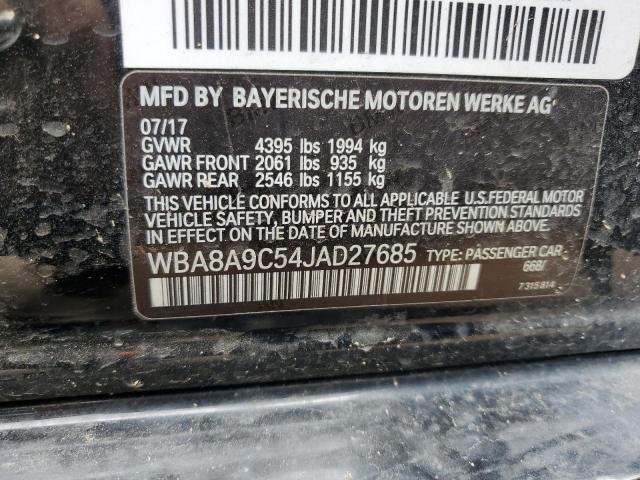 MFD BY BAYERISCHE MOTOREN WERKE AG
07/17
GVWR 4395 lbs 1994 kg
GAWR FRONT 2061 lbs 935 kg
GAWR REAR 2546 lbs 1155 kg
THIS VEHICLE CONFORMS TO ALL APPLICABLE U.S.FEDERAL MOTOR
VEHICLE SAFETY, BUMPER AND THEFT PREVENTION STANDARDS
IN EFFECT ON THE DATE OF MANUFACTURE SHOWN ABOVE.
WBA8A9C54JAD27685 TYPE: PASSENGER CAR
668/
7315814